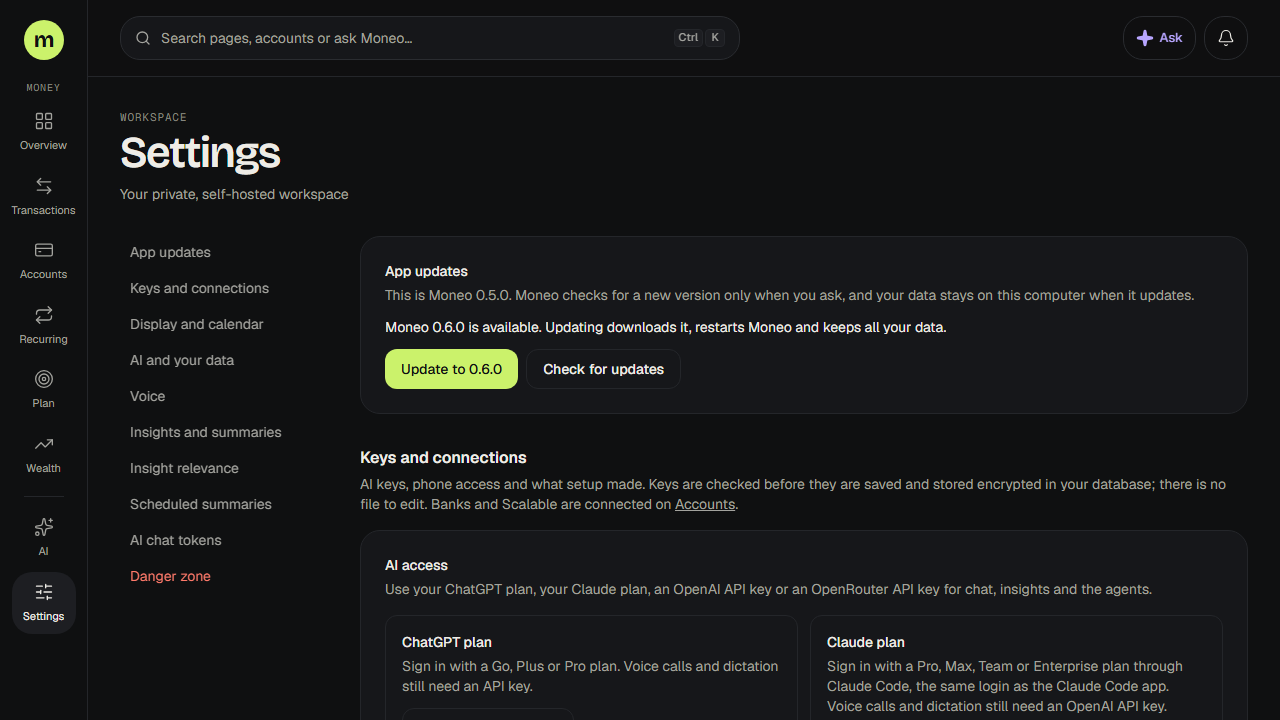 m
Search pages, accounts or ask Moneo...
Ctrl K
Ask
MONEY
Overview
Transactions
Accounts
Recurring
Plan
Wealth
AI
Settings
WORKSPACE
Settings
Your private, self-hosted workspace
App updates
Keys and connections
Display and calendar
AI and your data
Voice
Insights and summaries
Insight relevance
Scheduled summaries
AI chat tokens
Danger zone
App updates
This is Moneo 0.5.0. Moneo checks for a new version only when you ask, and your data stays on this computer when it updates.
Moneo 0.6.0 is available. Updating downloads it, restarts Moneo and keeps all your data.
Update to 0.6.0
Check for updates
Keys and connections
AI keys, phone access and what setup made. Keys are checked before they are saved and stored encrypted in your database; there is no
file to edit. Banks and Scalable are connected on Accounts.
AI access
Use your ChatGPT plan, your Claude plan, an OpenAI API key or an OpenRouter API key for chat, insights and the agents.
ChatGPT plan
Sign in with a Go, Plus or Pro plan. Voice calls and dictation
still need an API key.
Claude plan
Sign in with a Pro, Max, Team or Enterprise plan through
Claude Code, the same login as the Claude Code app.
Voice calls and dictation still need an OpenAI API key.